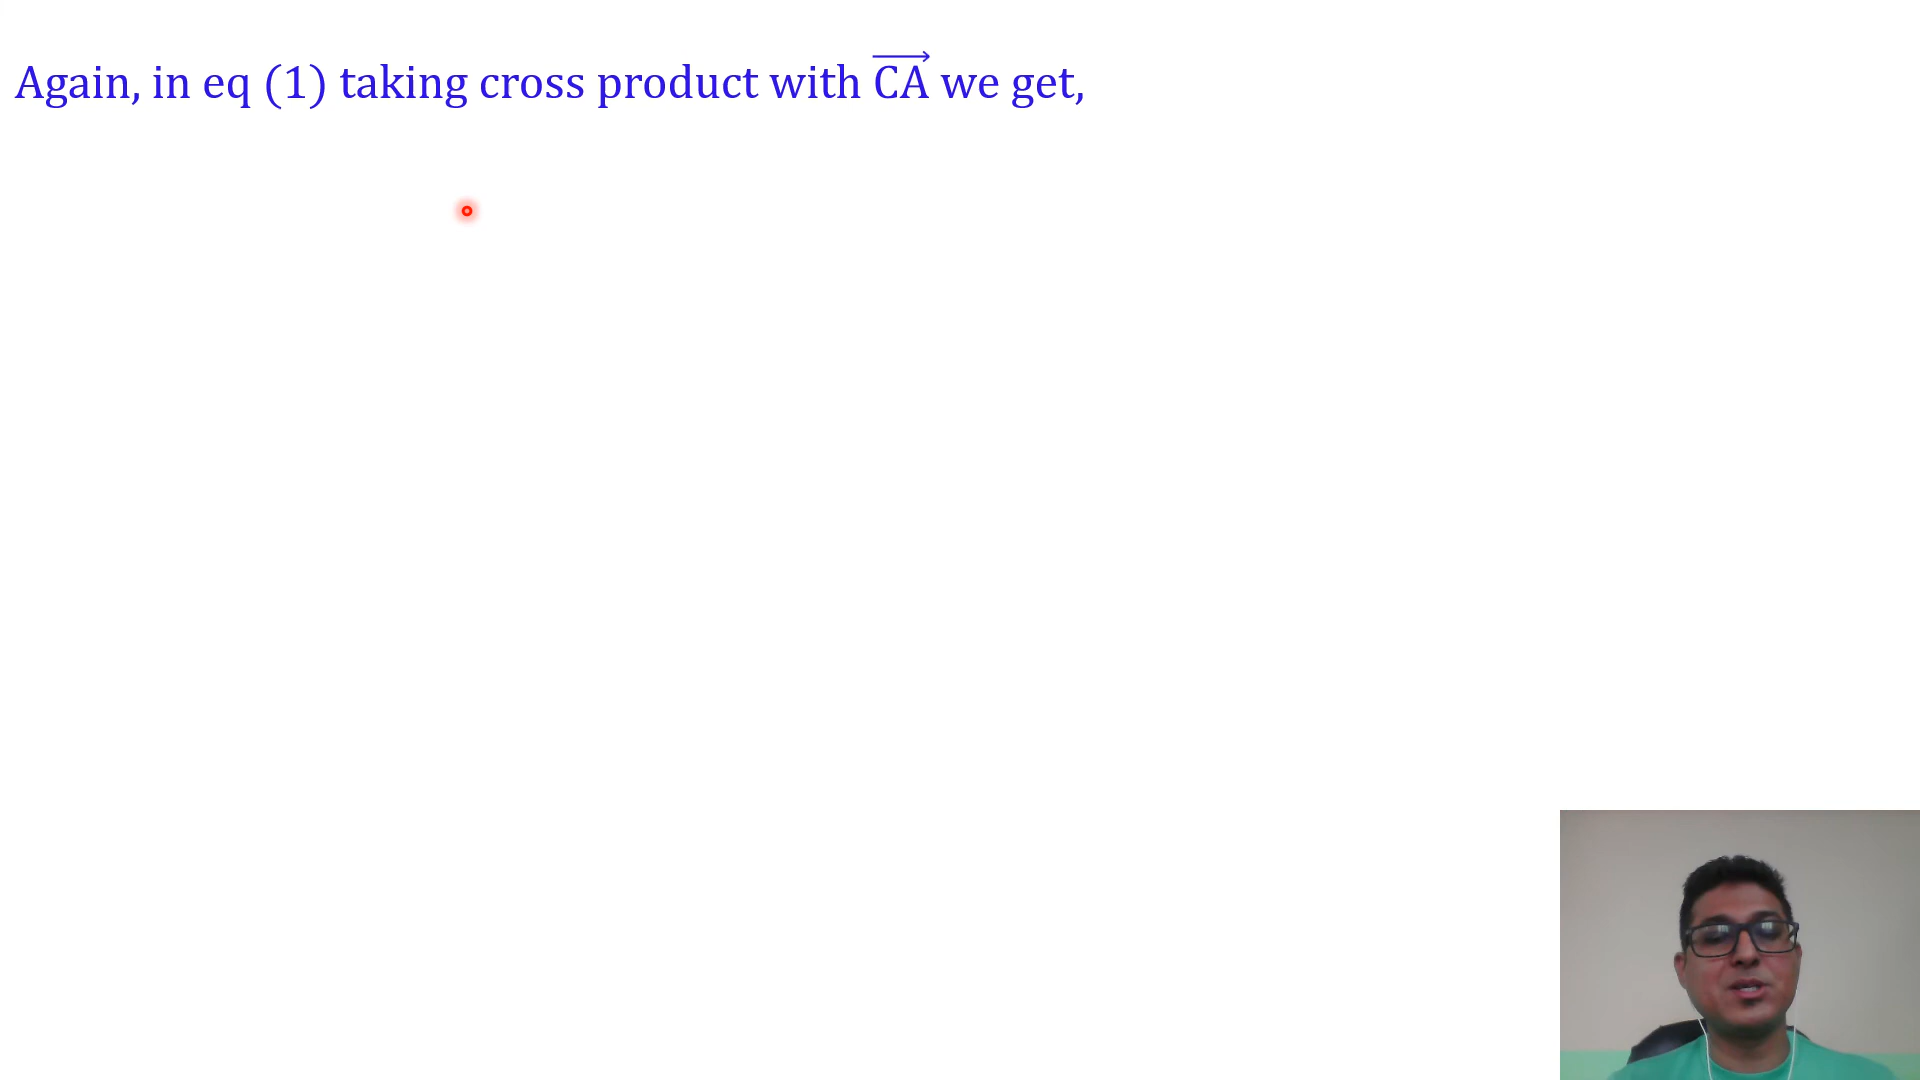 Again, in eq (1) taking cross product with $\overrightarrow{CA}$ we get,